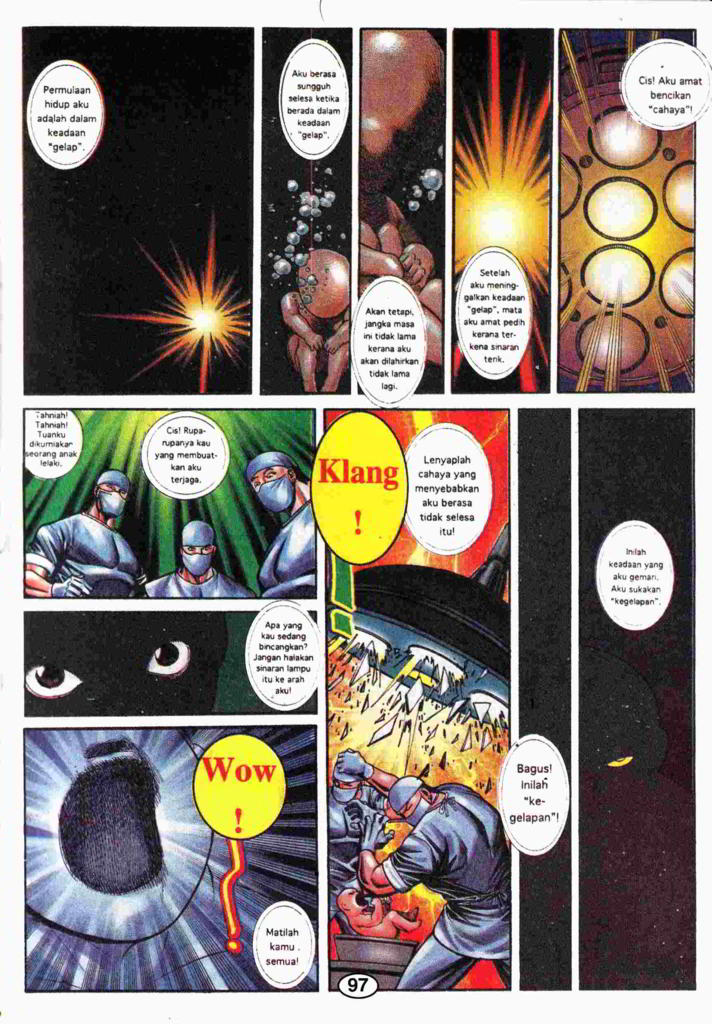 Permulaan
hidup aku
adalah dalam
keadaan
"gelap".
Aku berasa
sungguh
selesa ketika
berada dalam
keadaan
"gelap".
Akan tetapi,
jangka masa
ini tidak lama
kerana aku
akan dilahirkan
tidak lama
lagi.
Setelah
aku mening-
galkan keadaan
"gelap", mata
aku amat pedih
kerana ter-
kena sinaran
terik.
Cis! Aku amat
bencikan
"cahaya"!
Tahniah!
Tahniah!
Tuanku
dikurniakan
seorang anak
lelaki.
Cis! Rupa-
rupanya kau
yang membuat-
kan aku
terjaga.
Apa yang
kau sedang
bincangkan?
Jangan halakan
sinaran lampu
itu ke arah
aku!
Wow
!
Matilah
kamu
semua!
Klang
!
Lenyaplah
cahaya yang
menyebabkan
aku berasa
tidak selesa
itu!
Bagus!
Inilah
"ke-
gelapan"!
Inilah
keadaan yang
aku gemari.
Aku sukakan
"kegelapan".
97